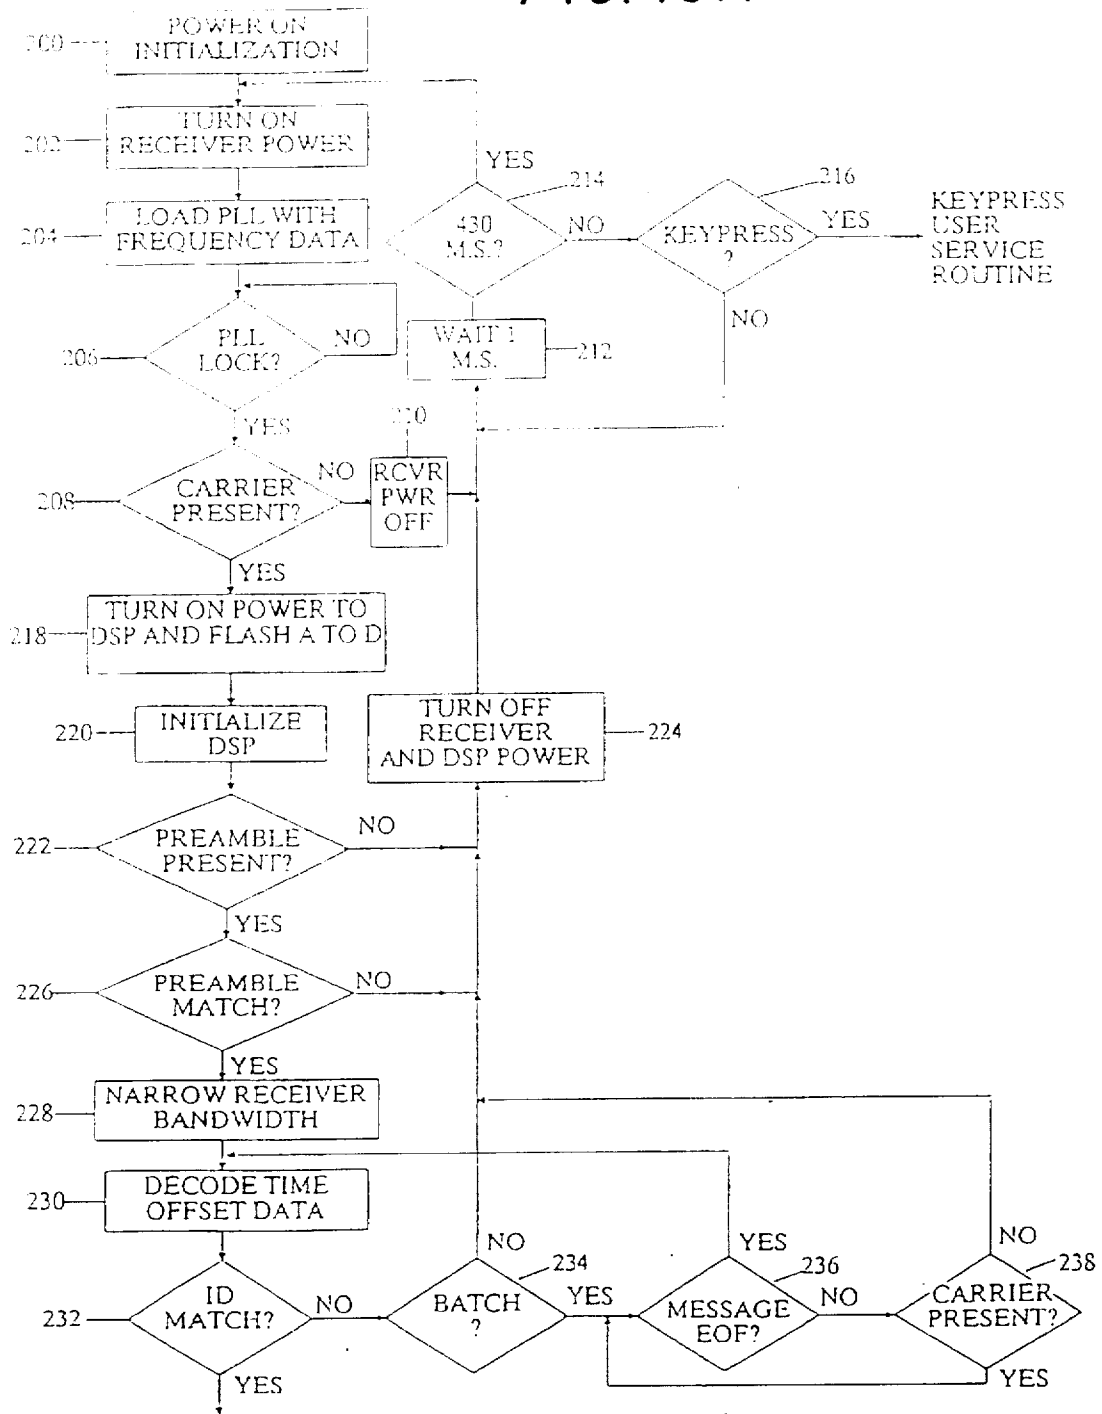 200
POWER ON
INITIALIZATION
202
TURN ON
RECEIVER POWER
204
LOAD PLL WITH
FREQUENCY DATA
YES
214
430
M.S.?
NO
216
KEYPRESS
?
YES
KEYPRESS
USER
SERVICE
ROUTINE
NO
206
PLL
LOCK?
NO
WAIT 1
M.S.
212
YES
208
CARRIER
PRESENT?
NO
RCVR
PWR
OFF
YES
218
TURN ON POWER TO
DSP AND FLASH A TO D
220
INITIALIZE
DSP
TURN OFF
RECEIVER
AND DSP POWER
224
222
PREAMBLE
PRESENT?
NO
YES
226
PREAMBLE
MATCH?
NO
YES
228
NARROW RECEIVER
BANDWIDTH
230
DECODE TIME
OFFSET DATA
232
ID
MATCH?
NO
NO
234
BATCH
?
YES
YES
236
MESSAGE
EOF?
NO
NO
238
CARRIER
PRESENT?
YES
YES